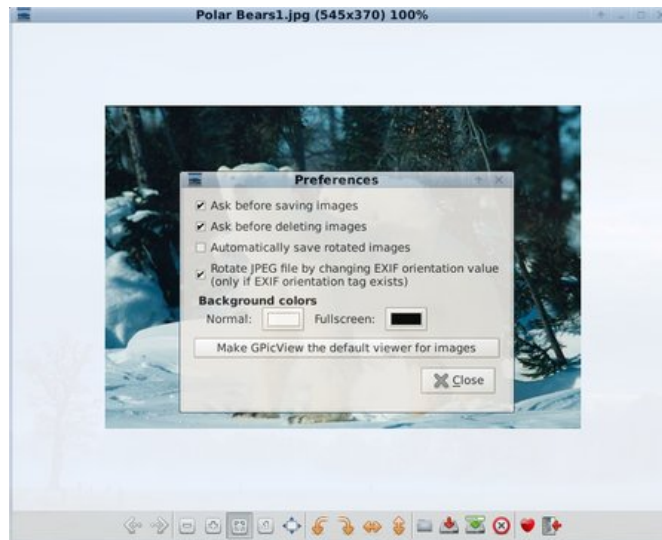 Polar Bears1.jpg (545x370) 100%
Preferences
Ask before saving images
Ask before deleting images
Automatically save rotated images
Rotate JPEG file by changing EXIF orientation value
(only if EXIF orientation tag exists)
Background colors
Normal: Fullscreen:
Make GPicView the default viewer for images
Close